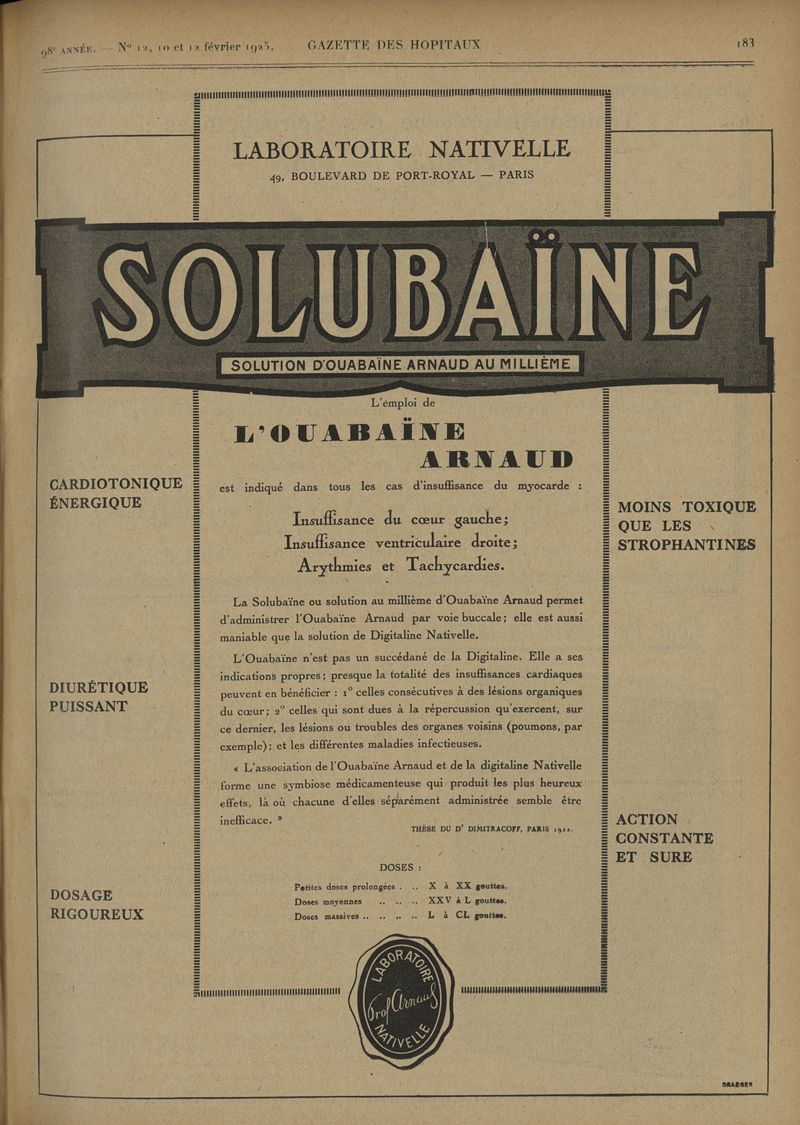 98e ANNÉE. — No 12, 10 et 12 février 1925. GAZETTE DES HOPITAUX 183
LABORATOIRE NATIVELLE
49, BOULEVARD DE PORT-ROYAL — PARIS
SOLUBAÏNE
SOLUTION D'OUABAÏNE ARNAUD AU MILLIÈME
L'émploi de
L'OUABAÏNE
ARNAUD
est indiqué dans tous les cas d'insuffisance du myocarde :
Insuffisance du cœur gauche;
Insuffisance ventriculaire droite;
Arythmies et Tachycardies.
La Solubaïne ou solution au millième d'Ouabaïne Arnaud permet
d'administrer l'Ouabaïne Arnaud par voie buccale; elle est aussi
maniable que la solution de Digitaline Nativelle.
L'Ouabaïne n'est pas un succédané de la Digitaline. Elle a ses
indications propres; presque la totalité des insuffisances cardiaques
peuvent en bénéficier : 1o celles consécutives à des lésions organiques
du cœur; 2o celles qui sont dues à la répercussion qu'exercent, sur
ce dernier, les lésions ou troubles des organes voisins (poumons, par
exemple); et les différentes maladies infectieuses.
« L'association de l'Ouabaïne Arnaud et de la digitaline Nativelle
forme une symbiose médicamenteuse qui produit les plus heureux
effets, là où chacune d'elles séparément administrée semble être
inefficace. »
THÈSE DU Dr DIMITRACOFF, PARIS 1922.
DOSES :
Petites doses prolongées . .. X à XX gouttes.
Doses moyennes .. .. .. XXV à L gouttes.
Doses massives .. .. .. .. L à CL gouttes.
CARDIOTONIQUE
ÉNERGIQUE
DIURÉTIQUE
PUISSANT
DOSAGE
RIGOUREUX
MOINS TOXIQUE
QUE LES
STROPHANTINES
ACTION
CONSTANTE
ET SURE
LABORATOIRE
Prof Arnaud
NATIVELLE
DRAEGER